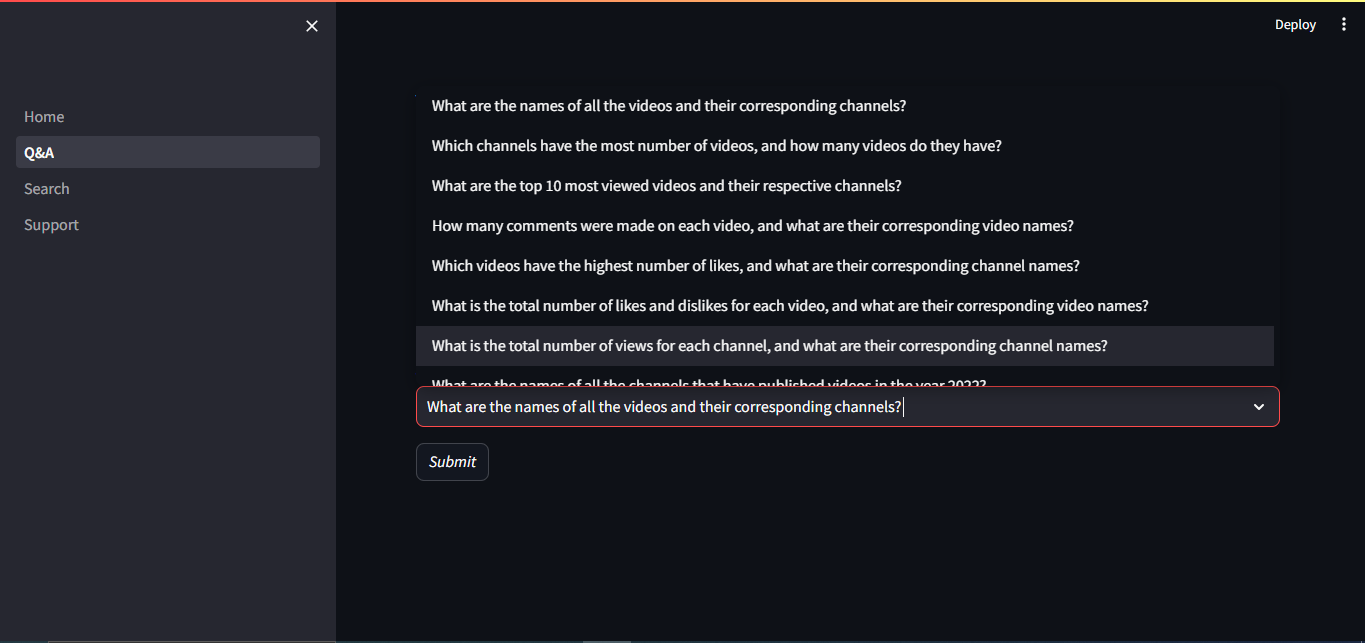 Deploy
Home
Q&A
Search
Support
What are the names of all the videos and their corresponding channels?
Which channels have the most number of videos, and how many videos do they have?
What are the top 10 most viewed videos and their respective channels?
How many comments were made on each video, and what are their corresponding video names?
Which videos have the highest number of likes, and what are their corresponding channel names?
What is the total number of likes and dislikes for each video, and what are their corresponding video names?
What is the total number of views for each channel, and what are their corresponding channel names?
What are the names of all the channels that have published videos in the year 2022?
What are the names of all the videos and their corresponding channels?
Submit